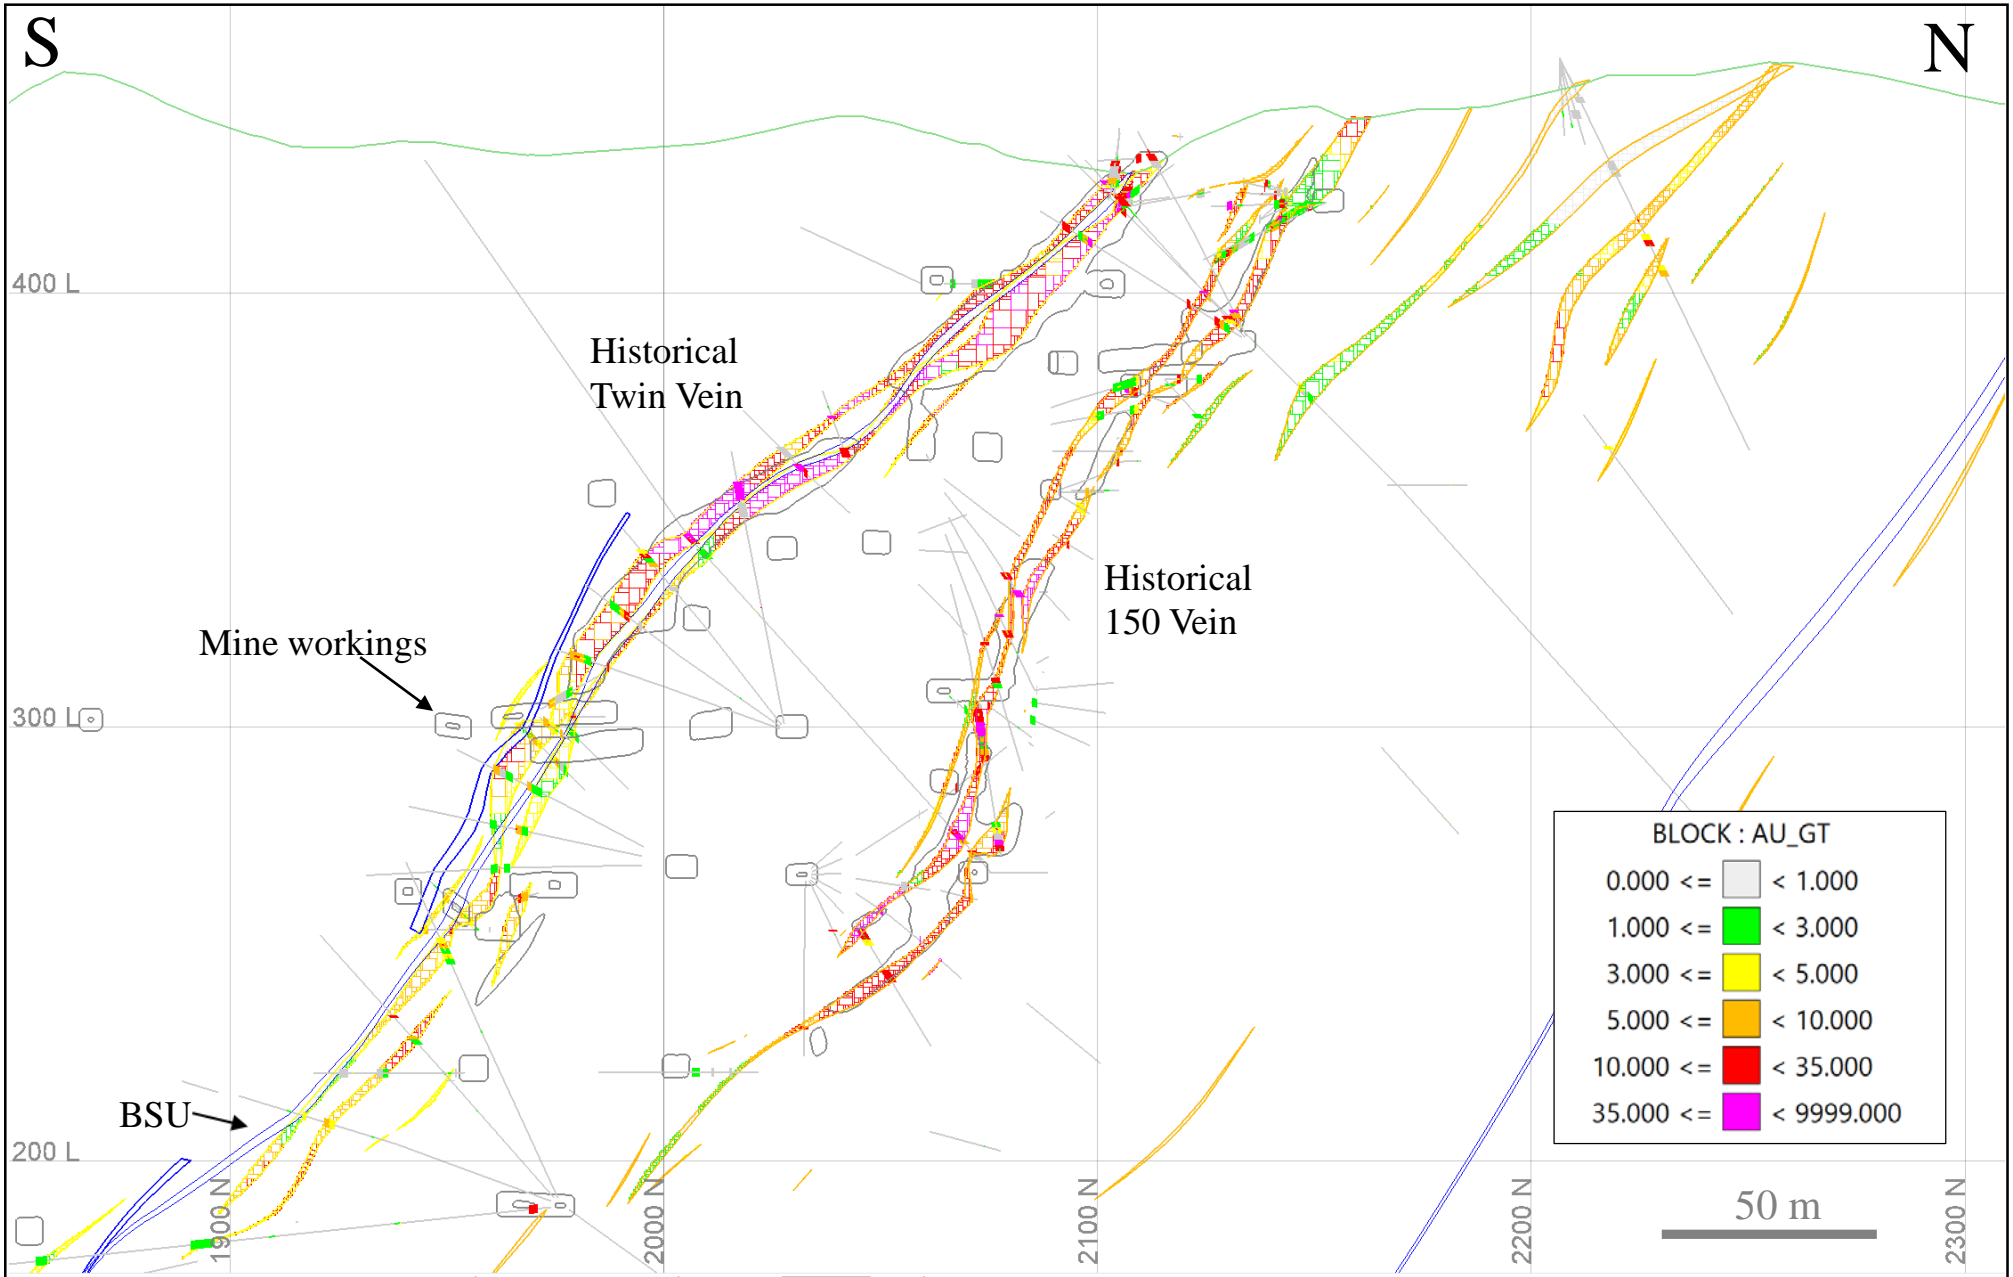 S
N
400 L
Historical
Twin Vein
Historical
150 Vein
Mine workings
300 L
BSU
200 L
1900 N
2000 N
2100 N
2200 N
2300 N
BLOCK : AU_GT
0.000 <= < 1.000
1.000 <= < 3.000
3.000 <= < 5.000
5.000 <= < 10.000
10.000 <= < 35.000
35.000 <= < 9999.000
50 m